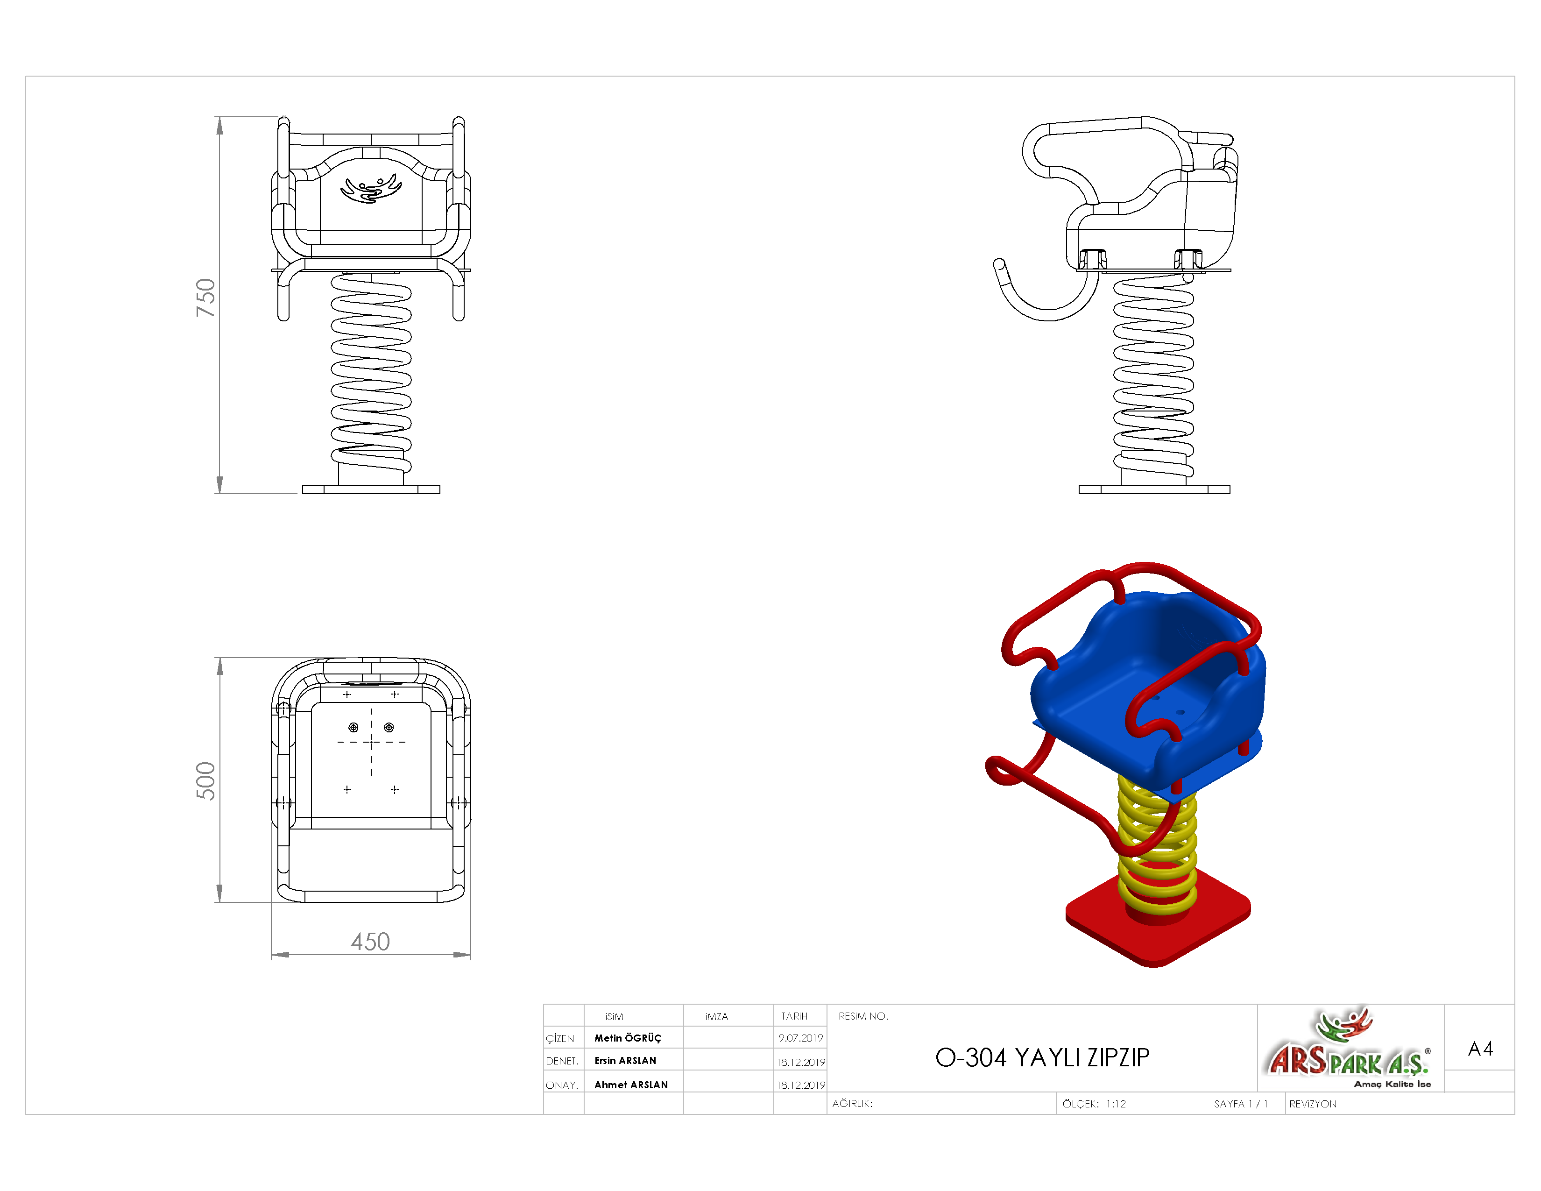 750
500
450
İSİM
İMZA
TARİH
RESİM NO.
ÇİZEN
Metin ÖGRÜÇ
9.07.2019
DENET.
Ersin ARSLAN
18.12.2019
ONAY.
Ahmet ARSLAN
18.12.2019
O-304 YAYLI ZIPZIP
ARSPARK A.Ş.®
Amaç Kalite İse
A4
AĞIRLIK:
ÖLÇEK: 1:12
SAYFA 1 / 1
REVİZYON